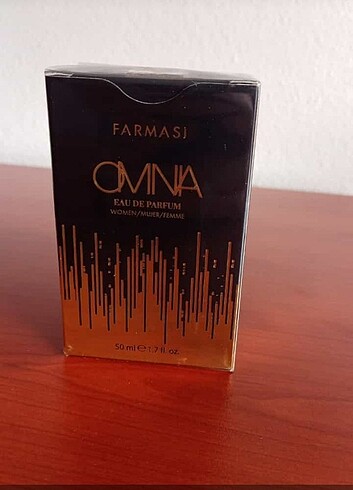 FARMASi
OMNIA
EAU DE PARFUM
WOMEN/MUJER/FEMME
50 ml ℮ 1.7 fl. oz.